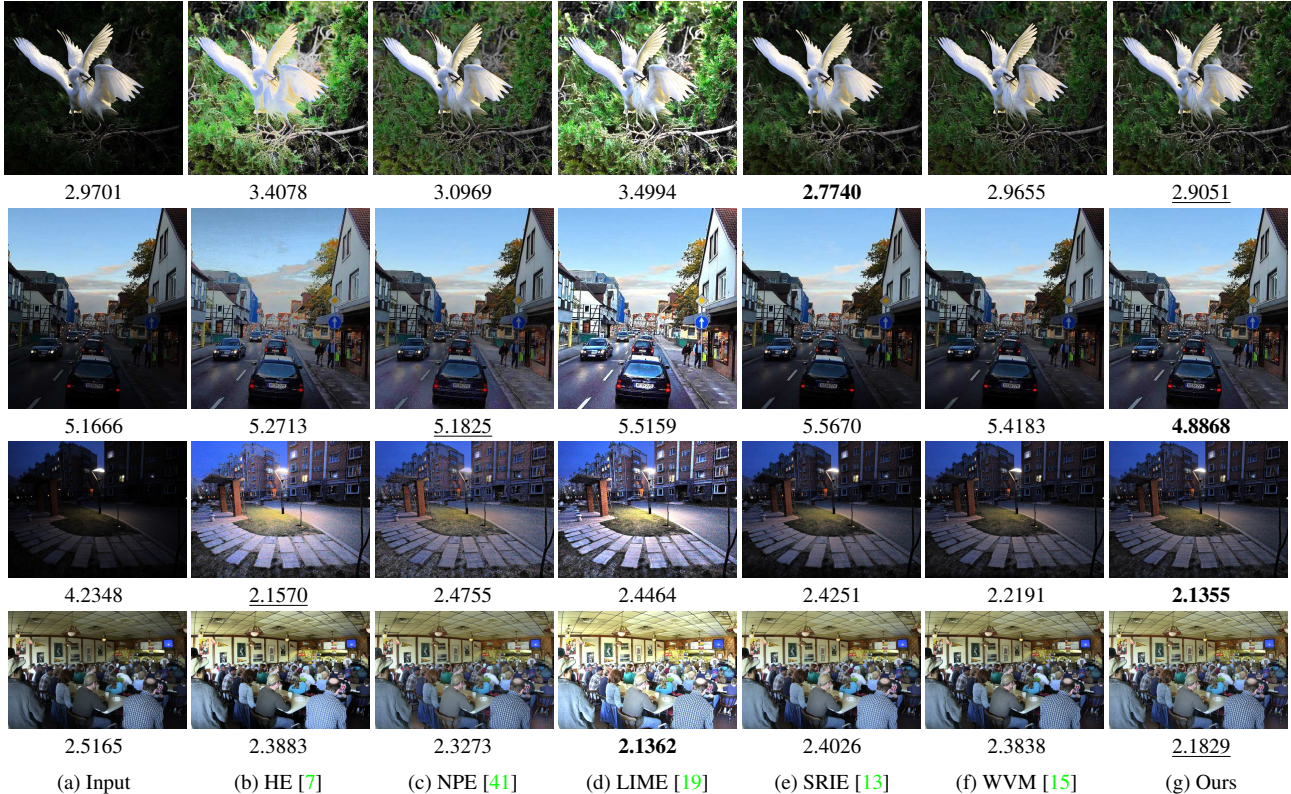 2.9701 3.4078 3.0969 3.4994 2.7740 2.9655 2.9051
5.1666 5.2713 5.1825 5.5159 5.5670 5.4183 4.8868
4.2348 2.1570 2.4755 2.4464 2.4251 2.2191 2.1355
2.5165 2.3883 2.3273 2.1362 2.4026 2.3838 2.1829
(a) Input (b) HE [7] (c) NPE [41] (d) LIME [19] (e) SRIE [13] (f) WVM [15] (g) Ours